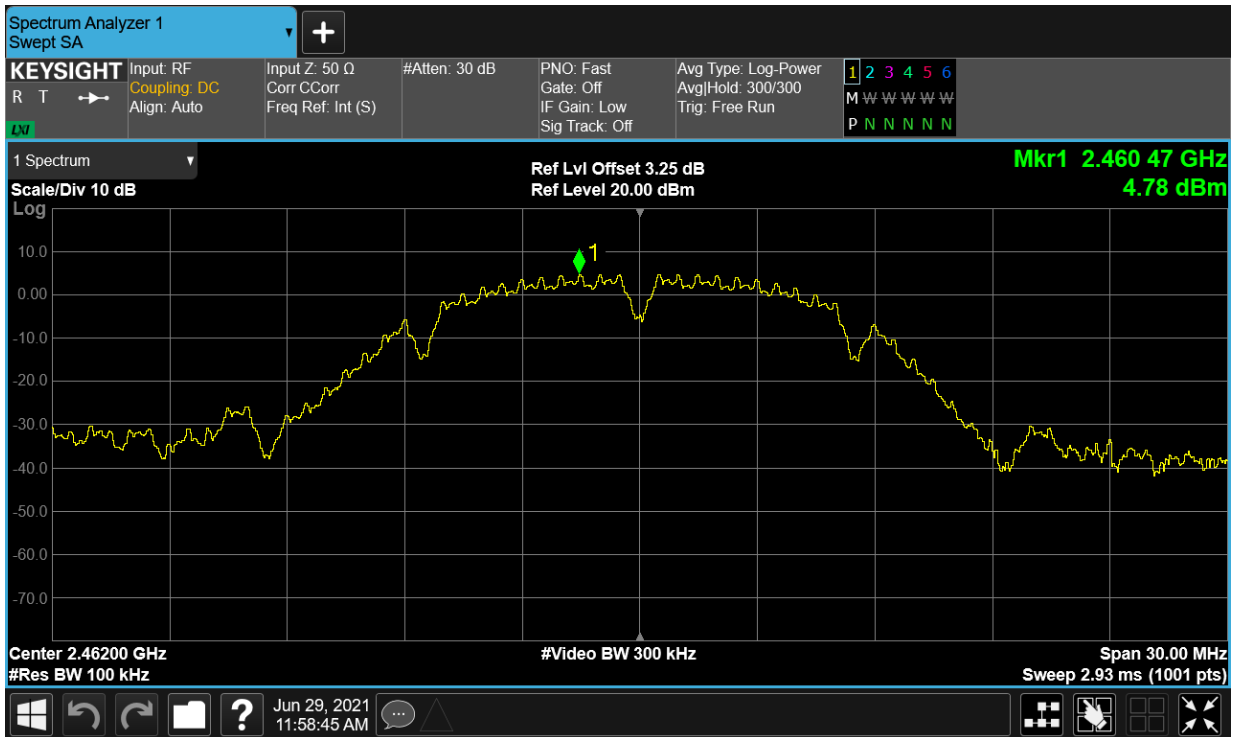 Spectrum Analyzer 1
Swept SA
+
KEYSIGHT
R T
LXI
Input: RF
Coupling: DC
Align: Auto
Input Z: 50 Ω
Corr CCorr
Freq Ref: Int (S)
#Atten: 30 dB
PNO: Fast
Gate: Off
IF Gain: Low
Sig Track: Off
Avg Type: Log-Power
Avg|Hold: 300/300
Trig: Free Run
1 2 3 4 5 6
M W W W W W
P N N N N N
1 Spectrum
Scale/Div 10 dB
Log
Ref Lvl Offset 3.25 dB
Ref Level 20.00 dBm
Mkr1 2.460 47 GHz
4.78 dBm
1
10.0
0.00
-10.0
-20.0
-30.0
-40.0
-50.0
-60.0
-70.0
Center 2.46200 GHz
#Res BW 100 kHz
#Video BW 300 kHz
Span 30.00 MHz
Sweep 2.93 ms (1001 pts)
?
Jun 29, 2021
11:58:45 AM